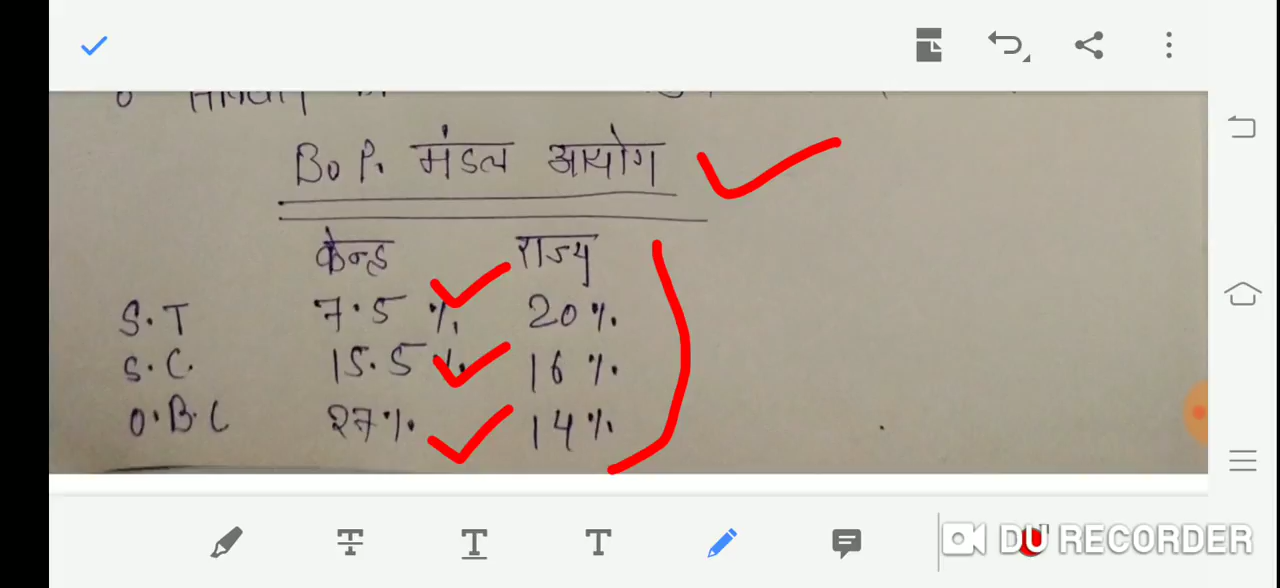 B.P. मंडल आयोग
केन्द्र राज्य
S.T 7.5 % 20%.
S.C. 15.5 %. 16 %.
O.B.C 27%. 14%.
DU RECORDER